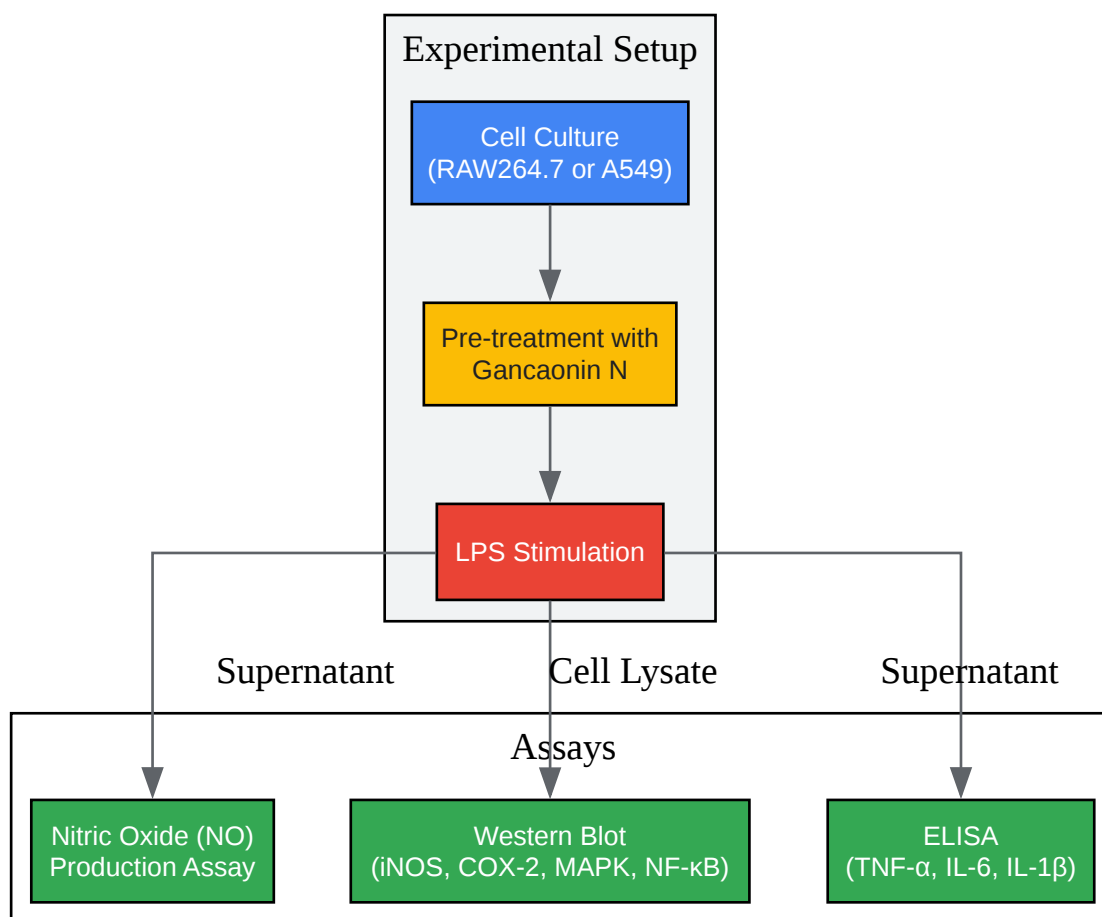 Experimental Setup
Cell Culture
(RAW264.7 or A549)
Pre-treatment with
Gancaonin N
LPS Stimulation
Supernatant
Cell Lysate
Supernatant
Assays
Nitric Oxide (NO)
Production Assay
Western Blot
(iNOS, COX-2, MAPK, NF-κB)
ELISA
(TNF-α, IL-6, IL-1β)